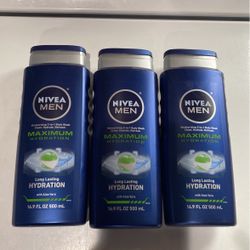 NIVEA
MEN
MAXIMUM
HYDRATION
Long Lasting
HYDRATION
with Aloe Vera
16.9 FL OZ 500 mL
NIVEA
MEN
MAXIMUM
HYDRATION
Long Lasting
HYDRATION
with Aloe Vera
16.9 FL OZ 500 mL
NIVEA
MEN
MAXIMUM
HYDRATION
Long Lasting
HYDRATION
with Aloe Vera
16.9 FL OZ 500 mL